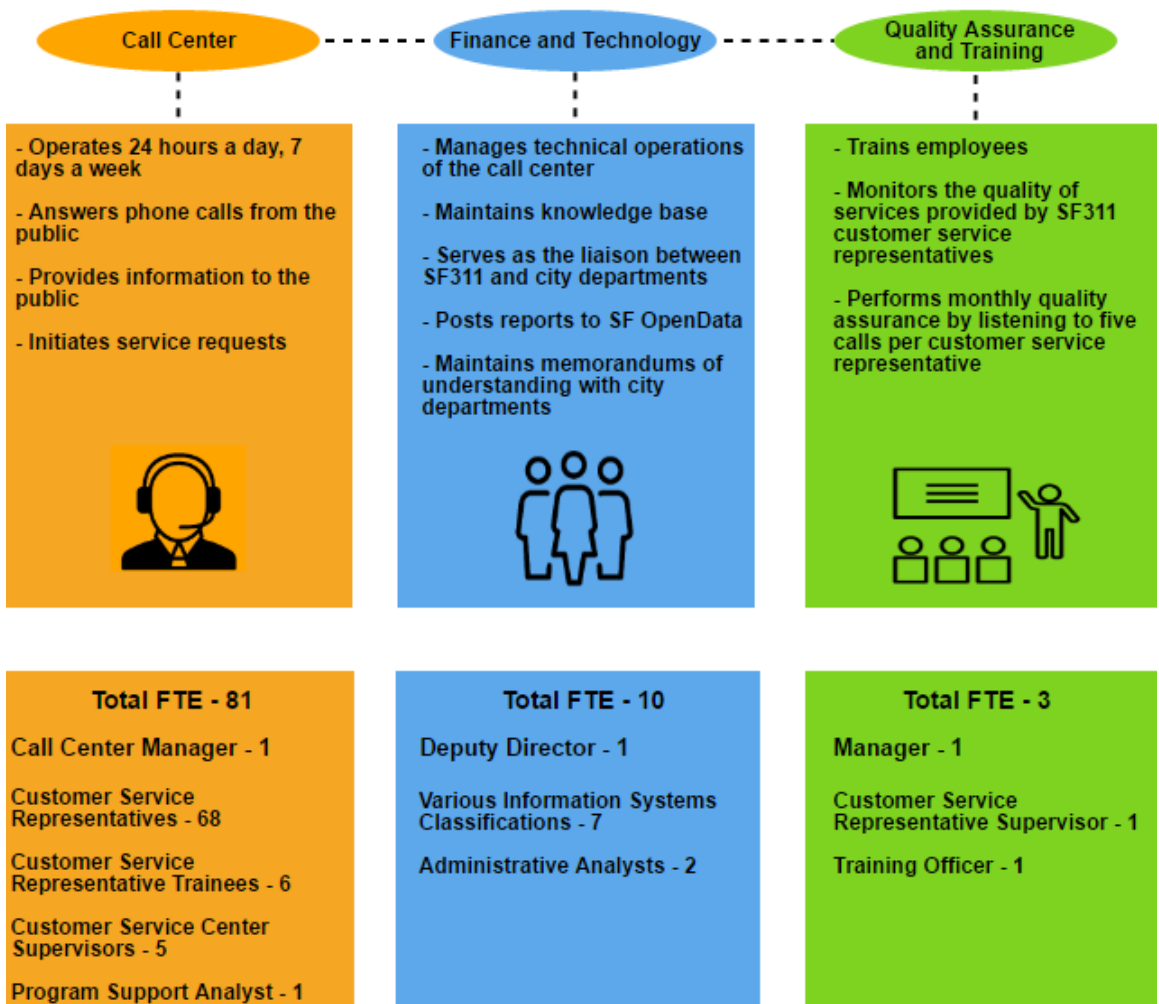 Call Center
Finance and Technology
Quality Assurance
and Training
- Operates 24 hours a day, 7
days a week
- Answers phone calls from the
public
- Provides information to the
public
- Initiates service requests
- Manages technical operations
of the call center
- Maintains knowledge base
- Serves as the liaison between
SF311 and city departments
- Posts reports to SF OpenData
- Maintains memorandums of
understanding with city
departments
- Trains employees
- Monitors the quality of
services provided by SF311
customer service
representatives
- Performs monthly quality
assurance by listening to five
calls per customer service
representative
Total FTE - 81
Call Center Manager - 1
Customer Service
Representatives - 68
Customer Service
Representative Trainees - 6
Customer Service Center
Supervisors - 5
Program Support Analyst - 1
Total FTE - 10
Deputy Director - 1
Various Information Systems
Classifications - 7
Administrative Analysts - 2
Total FTE - 3
Manager - 1
Customer Service
Representative Supervisor - 1
Training Officer - 1